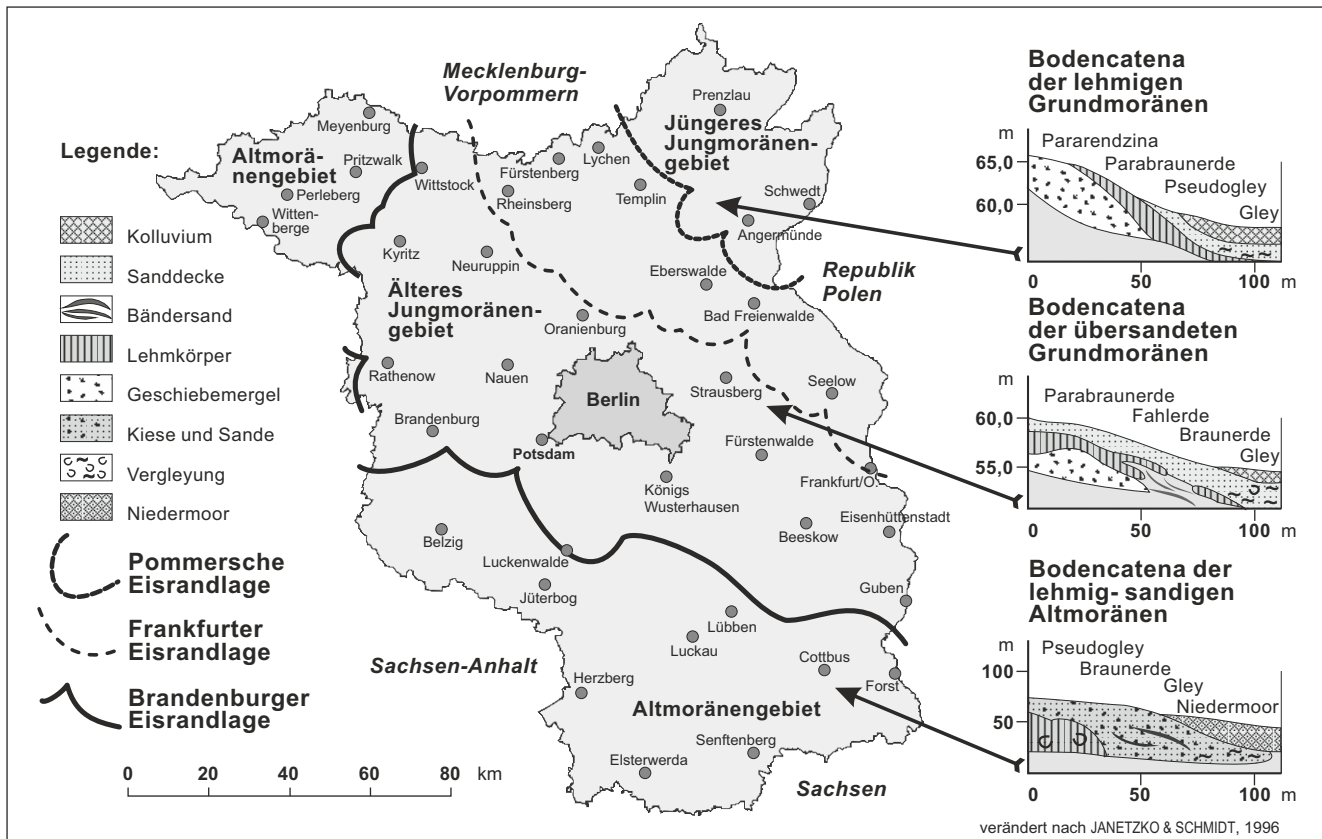 Mecklenburg-
Vorpommern
Prenzlau
Meyenburg
Jüngeres
Jungmoränen-
gebiet
Legende:
Altmorä-
nengebiet
Pritzwalk
Perleberg
Witten-
berge
Wittstock
Fürstenberg
Lychen
Rheinsberg
Templin
Schwedt
Angermünde
Kyritz
Neuruppin
Eberswalde
Republik
Polen
Älteres
Jungmoränen-
gebiet
Oranienburg
Bad Freienwalde
Rathenow
Nauen
Berlin
Strausberg
Seelow
Brandenburg
Potsdam
Fürstenwalde
Königs
Wusterhausen
Frankfurt/O.
Eisenhüttenstadt
Beeskow
Belzig
Luckenwalde
Jüterbog
Guben
Lübben
Luckau
Cottbus
Forst
Sachsen-Anhalt
Herzberg
Altmoränengebiet
Senftenberg
Elsterwerda
Sachsen
Kolluvium
Sanddecke
Bändersand
Lehmkörper
Geschiebemergel
Kiese und Sande
Vergleyung
Niedermoor
Pommersche
Eisrandlage
Frankfurter
Eisrandlage
Brandenburger
Eisrandlage
0 20 40 60 80 km
Bodencatena
der lehmigen
Grundmoränen
m
Pararendzina
Parabraunerde
Pseudogley
Gley
65,0
60,0
0 50 100 m
Bodencatena
der übersandeten
Grundmoränen
m
Parabraunerde
Fahlerde
Braunerde
Gley
60,0
55,0
0 50 100 m
Bodencatena der
lehmig- sandigen
Altmoränen
m
Pseudogley
Braunerde
Gley
Niedermoor
100
50
0 50 100 m
verändert nach JANETZKO & SCHMIDT, 1996